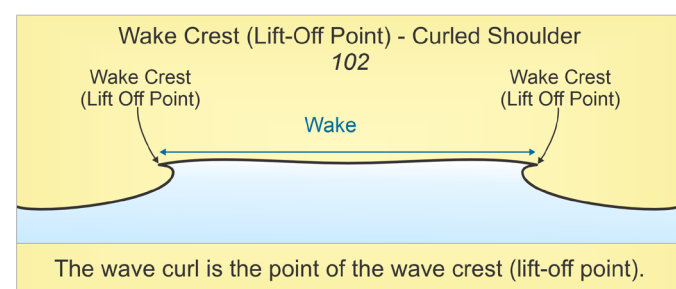 Wake Crest (Lift-Off Point) - Curled Shoulder
102
Wake Crest
(Lift Off Point)
Wake
Wake Crest
(Lift Off Point)
The wave curl is the point of the wave crest (lift-off point).